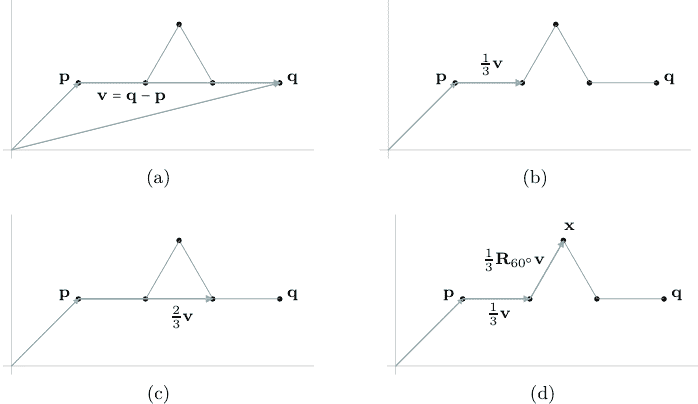 p
q
v = q − p
(a)
p
1/3 v
q
(b)
p
q
2/3 v
(c)
x
1/3 R60° v
p
q
1/3 v
(d)